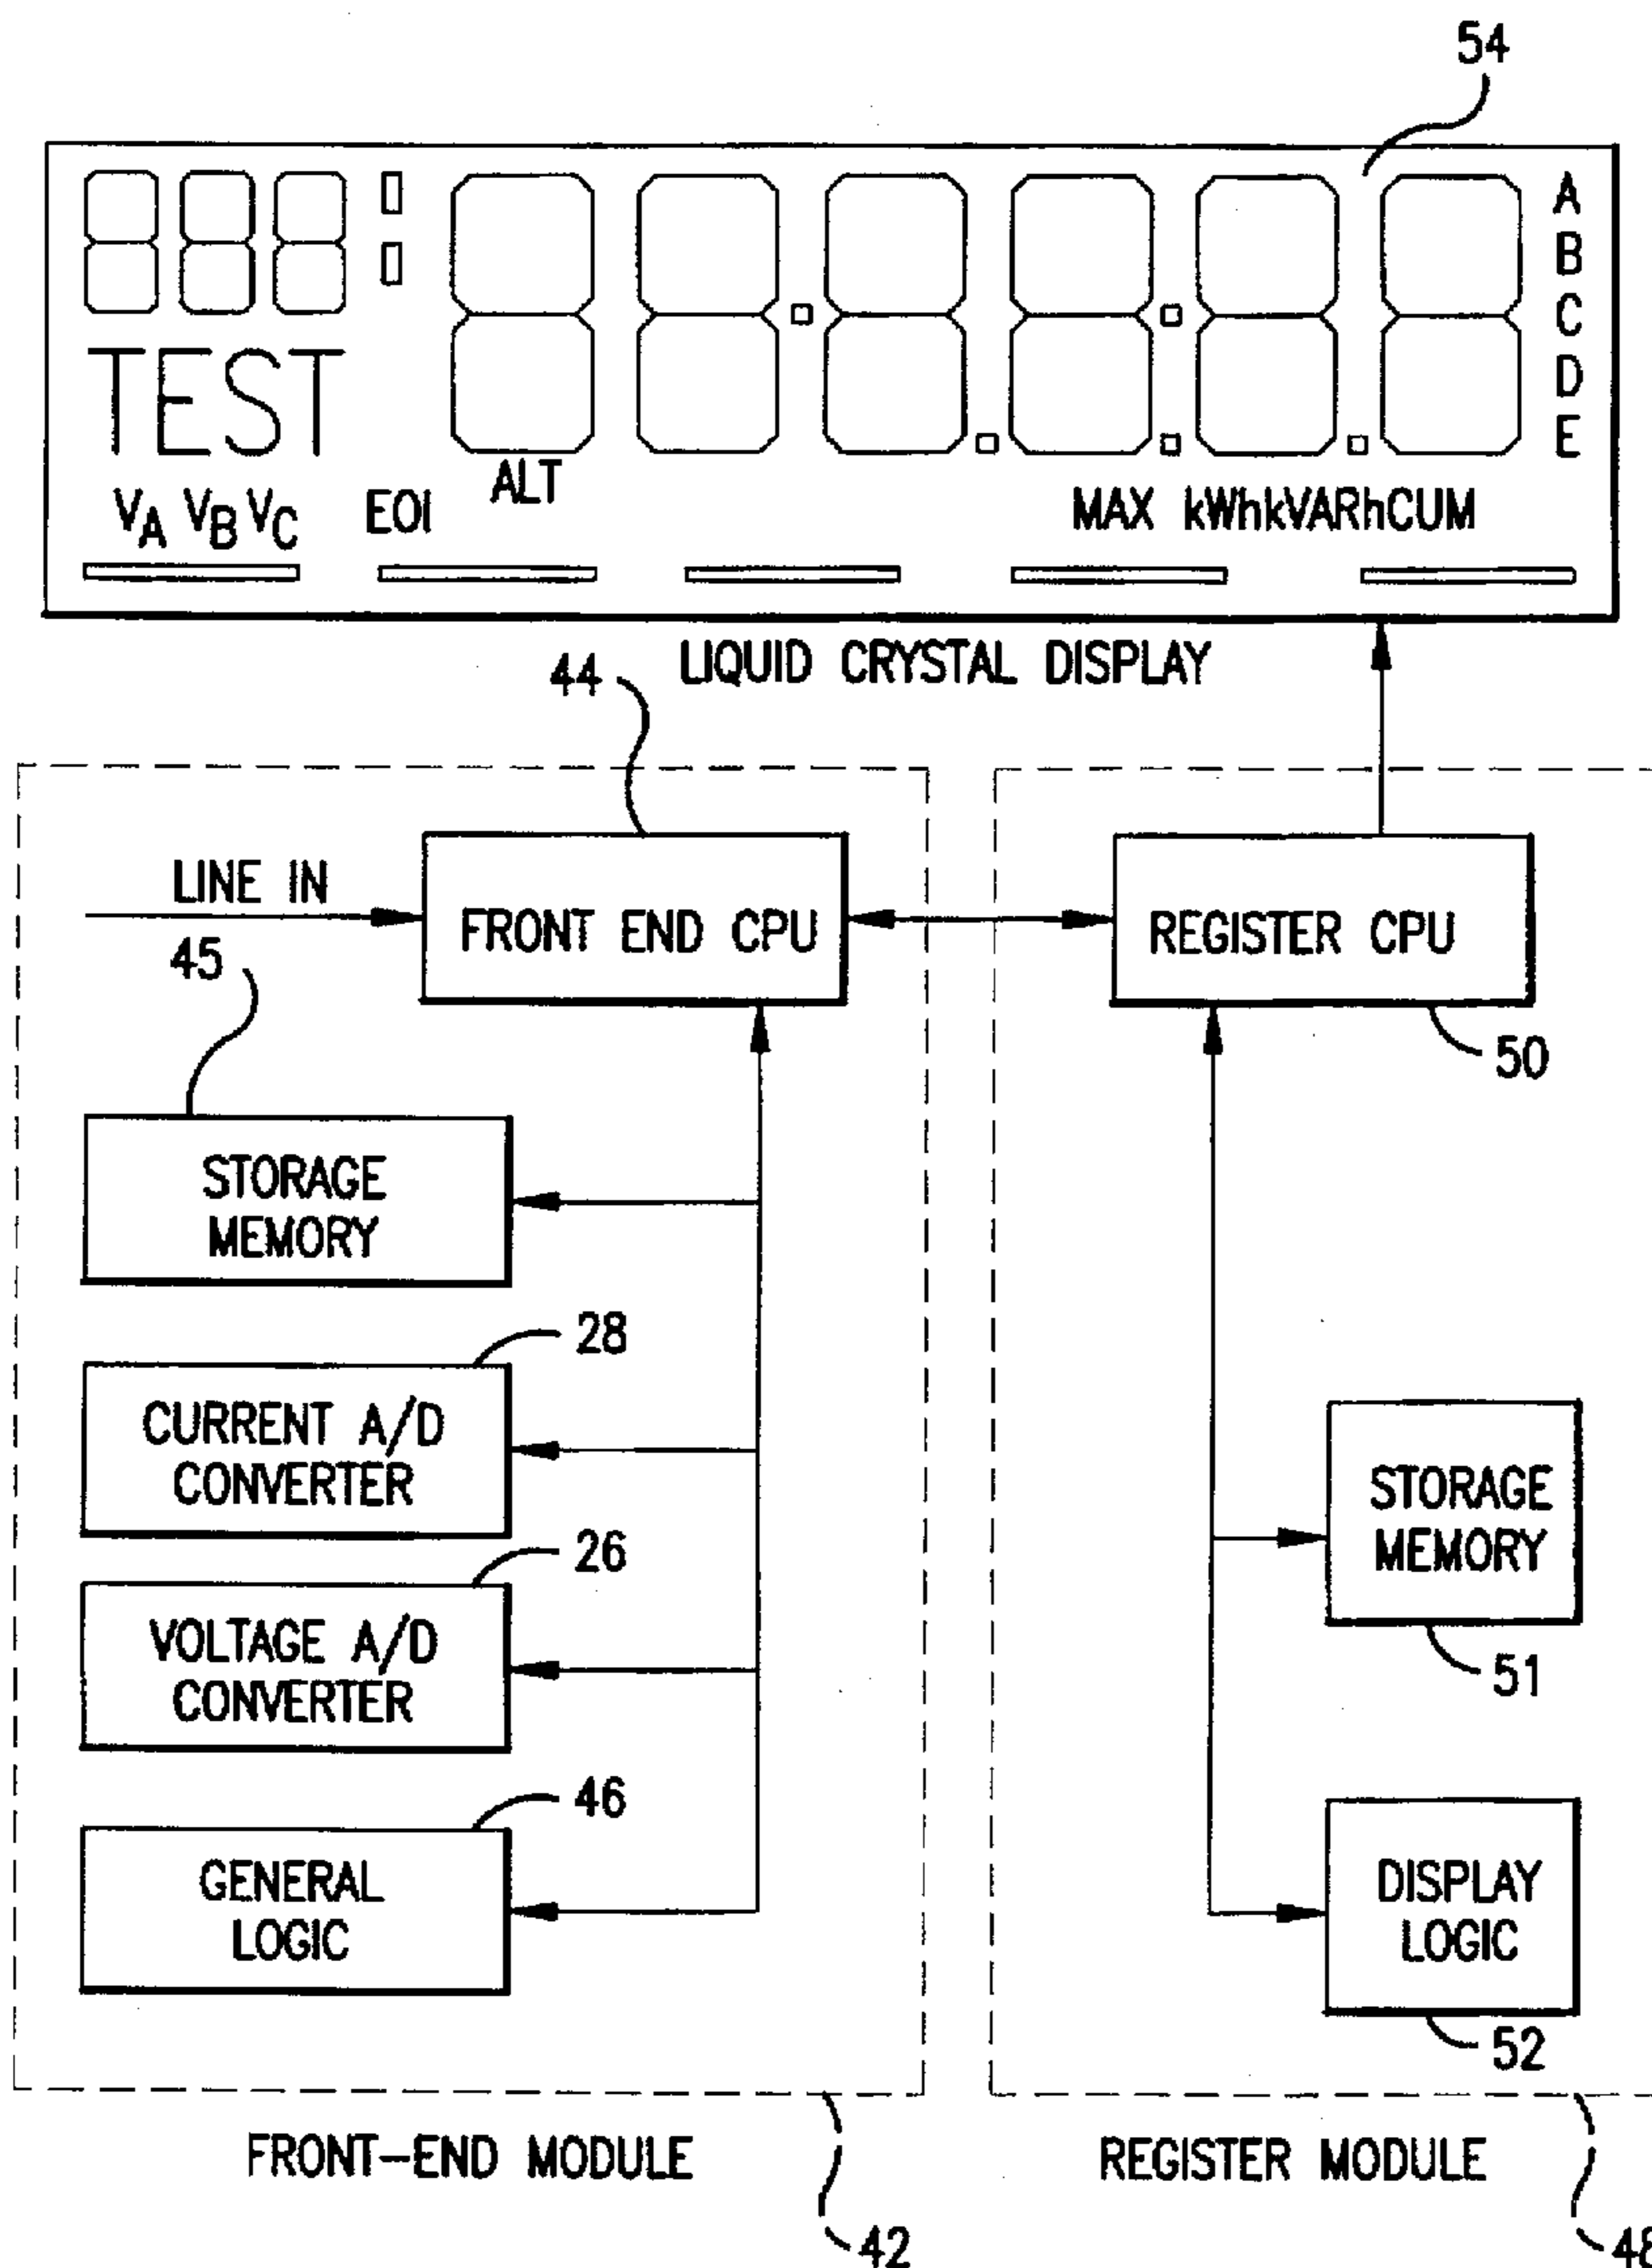 54
A
B
C
D
E
TEST
ALT
VA VB VC EOI MAX kWhkVARhCUM
LIQUID CRYSTAL DISPLAY
44
LINE IN
FRONT END CPU
REGISTER CPU
45
50
STORAGE
MEMORY
28
CURRENT A/D
CONVERTER
STORAGE
MEMORY
26
VOLTAGE A/D
CONVERTER
51
46
GENERAL
LOGIC
DISPLAY
LOGIC
52
FRONT-END MODULE
REGISTER MODULE
42
48